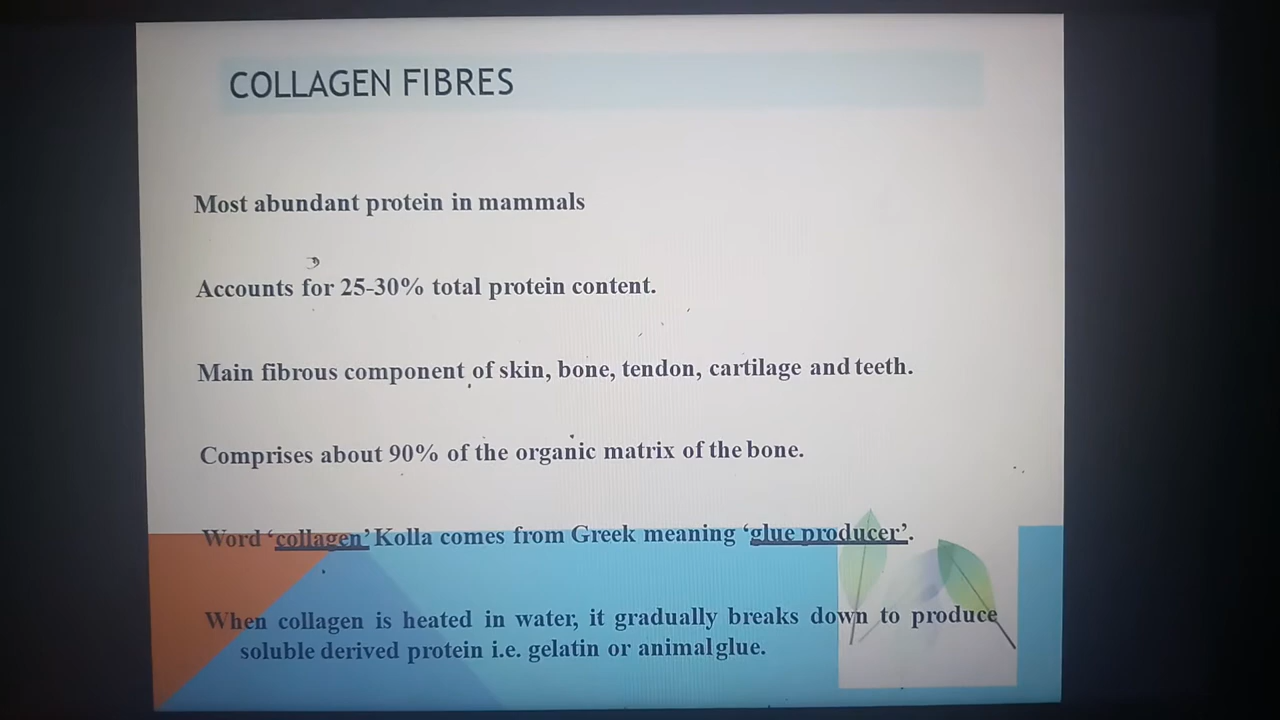 COLLAGEN FIBRES
Most abundant protein in mammals
Accounts for 25-30% total protein content.
Main fibrous component of skin, bone, tendon, cartilage and teeth.
Comprises about 90% of the organic matrix of the bone.
Word ‘collagen’ Kolla comes from Greek meaning ‘glue producer’.
When collagen is heated in water, it gradually breaks down to produce
soluble derived protein i.e. gelatin or animal glue.